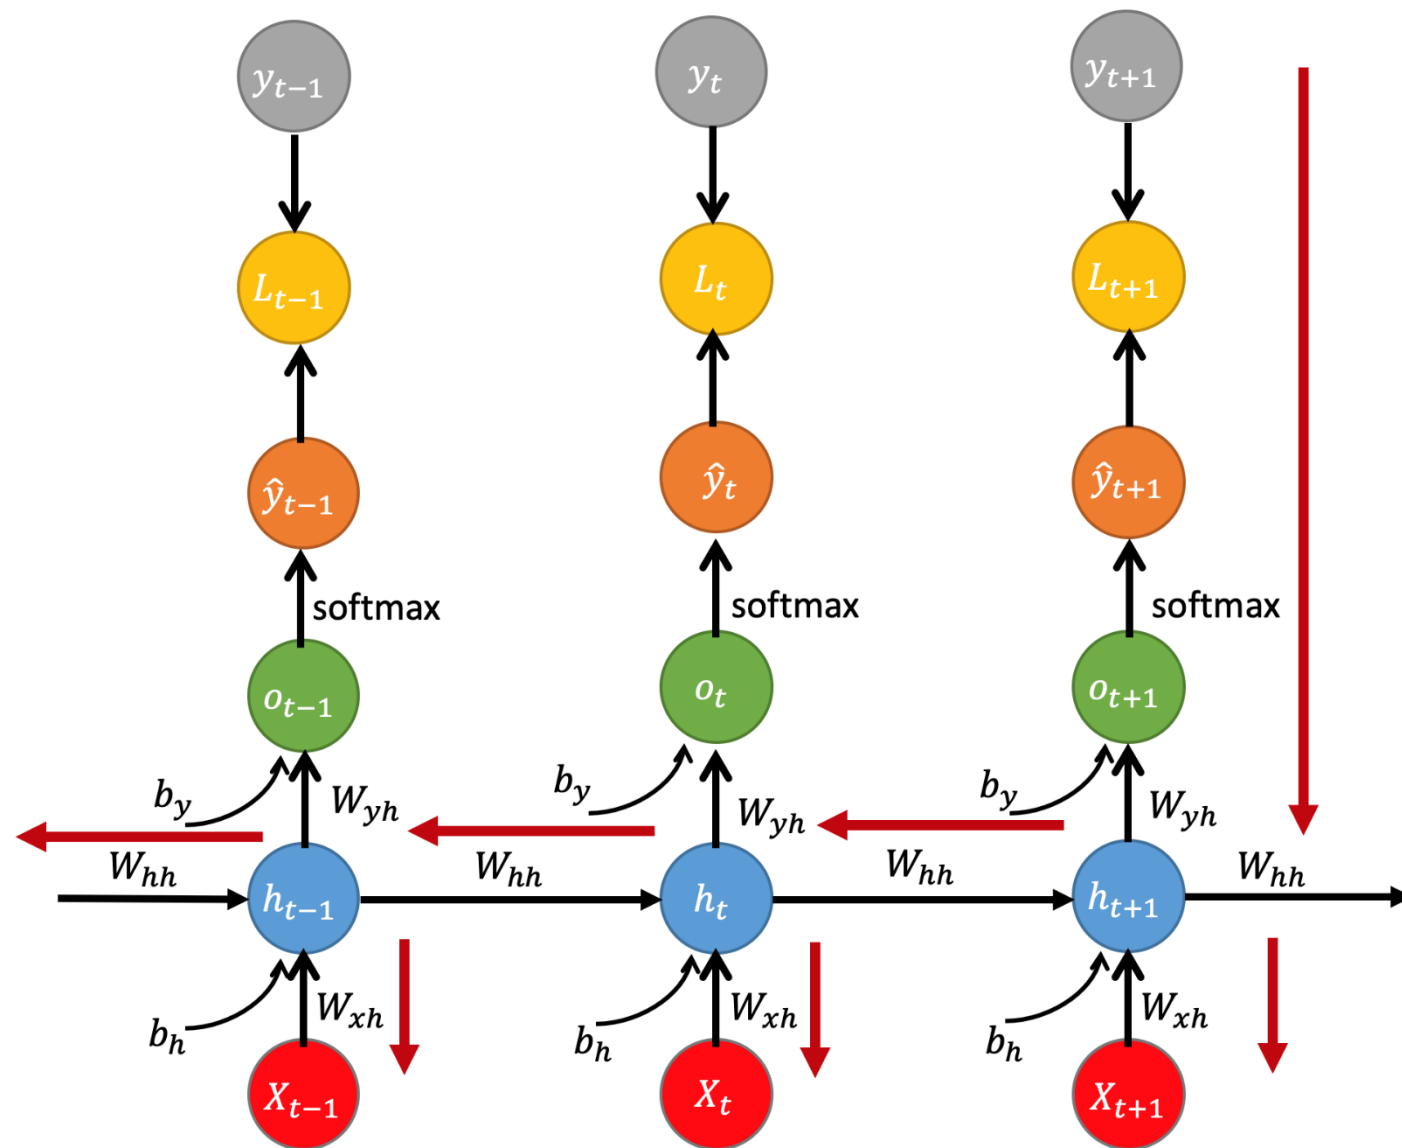 y_{t−1} y_t y_{t+1}
L_{t−1} L_t L_{t+1}
ŷ_{t−1} ŷ_t ŷ_{t+1}
softmax softmax softmax
o_{t−1} o_t o_{t+1}
b_y W_{yh} b_y W_{yh} b_y W_{yh}
W_{hh} W_{hh} W_{hh} W_{hh}
h_{t−1} h_t h_{t+1}
b_h W_{xh} b_h W_{xh} b_h W_{xh}
X_{t−1} X_t X_{t+1}